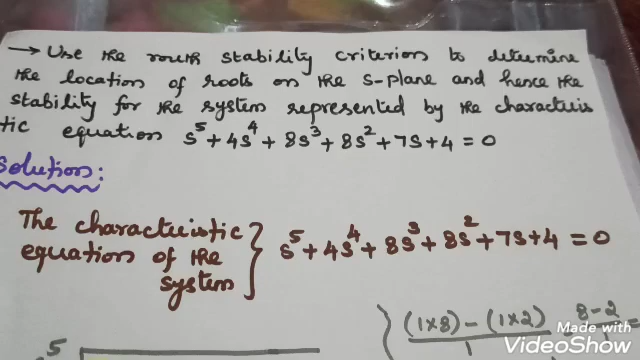 → Use the routh stability criterion to determine
the location of roots on the s-plane and hence the
stability for the system represented by the charactuis
tic equation s⁵ + 4s⁴ + 8s³ + 8s² + 7s + 4 = 0
Solution:
The charactuistic
equation of the
system } s⁵ + 4s⁴ + 8s³ + 8s² + 7s + 4 = 0
(1×8) - (1×2) / 1 = 8-2 / 1 =
s⁵
Made with
VideoShow